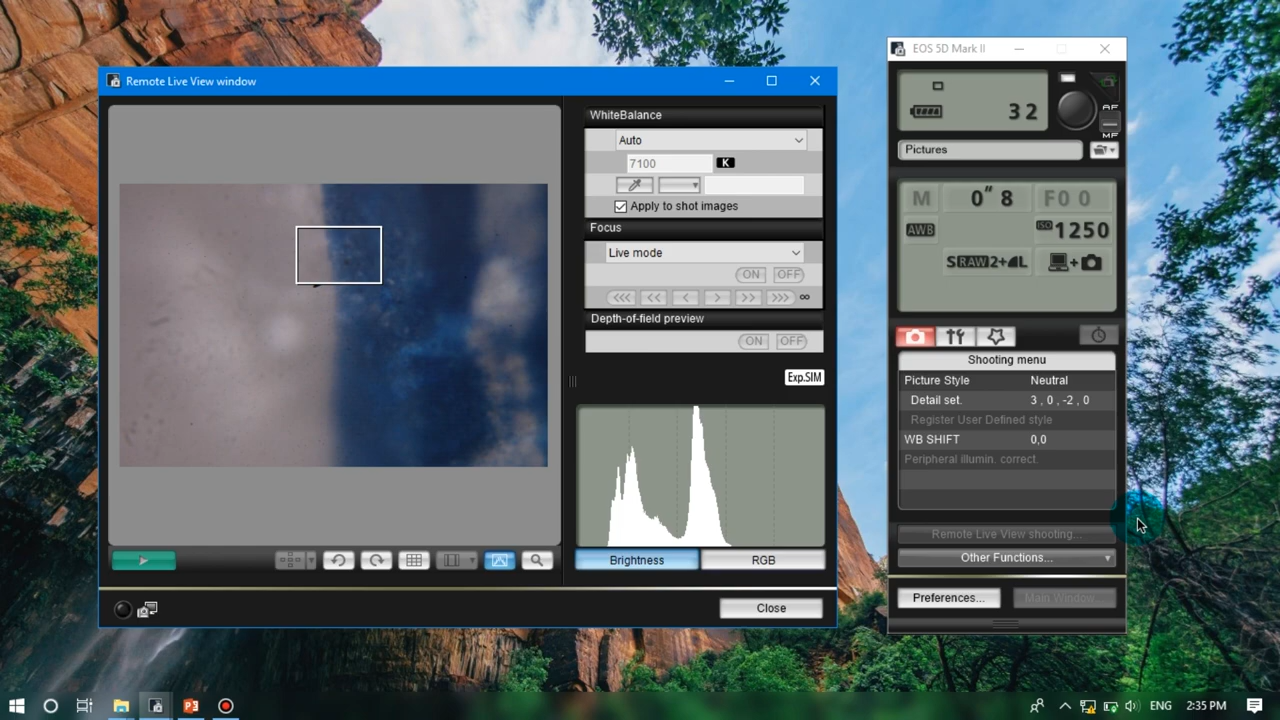 Remote Live View window
WhiteBalance
Auto
7100 K
Apply to shot images
Focus
Live mode
ON OFF
<<< << < > >> >>> ∞
Depth-of-field preview
ON OFF
Exp.SIM
Brightness RGB
Close
EOS 5D Mark II
32
AF
MF
Pictures
M 0"8 F00
AWB ISO 1250
SRAW2+L
Shooting menu
Picture Style Neutral
Detail set. 3 , 0 , -2 , 0
Register User Defined style
WB SHIFT 0,0
Peripheral illumin. correct.
Remote Live View shooting...
Other Functions...
Preferences... Main Window...
ENG 2:35 PM